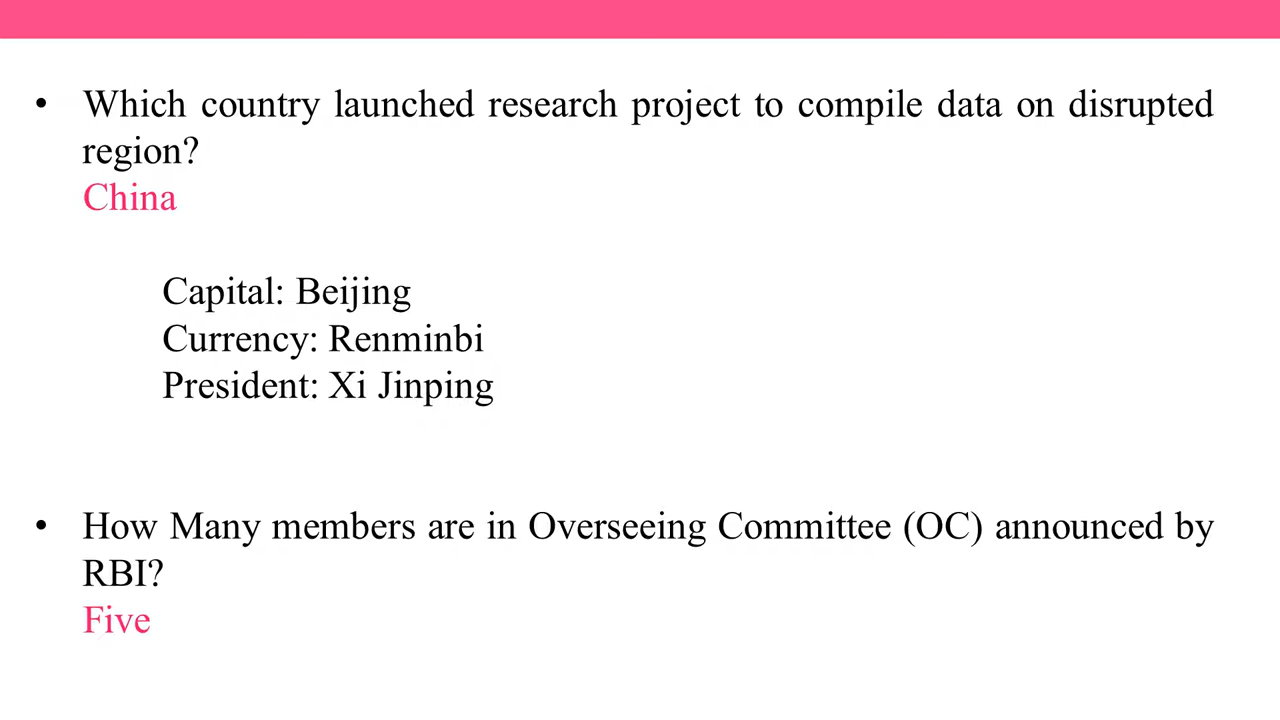 • Which country launched research project to compile data on disrupted
region?
China
Capital: Beijing
Currency: Renminbi
President: Xi Jinping
• How Many members are in Overseeing Committee (OC) announced by
RBI?
Five